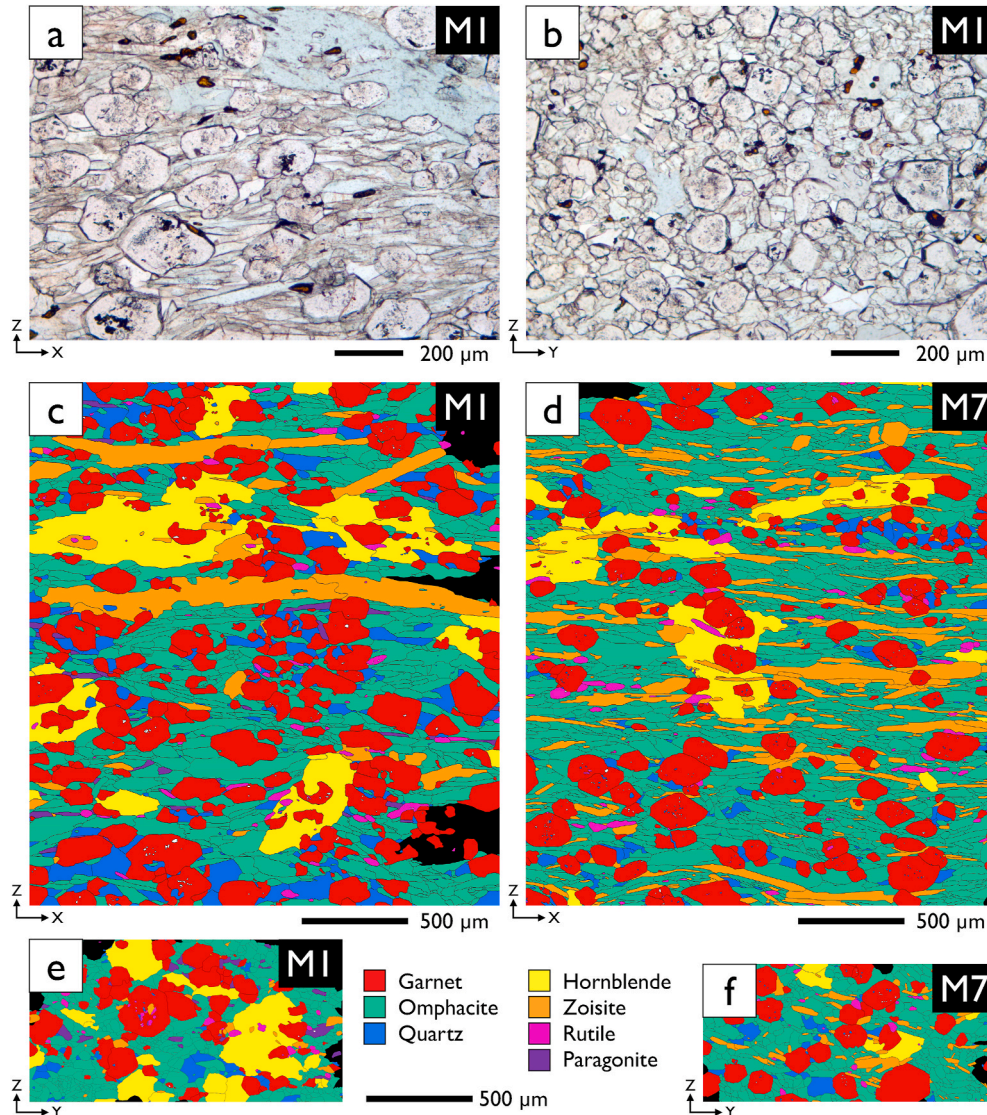 a
M1
Z
X
200 µm
b
M1
Z
Y
200 µm
c
M1
Z
X
500 µm
d
M7
Z
X
500 µm
e
M1
Z
Y
Garnet
Omphacite
Quartz
Hornblende
Zoisite
Rutile
Paragonite
500 µm
f
M7
Z
Y